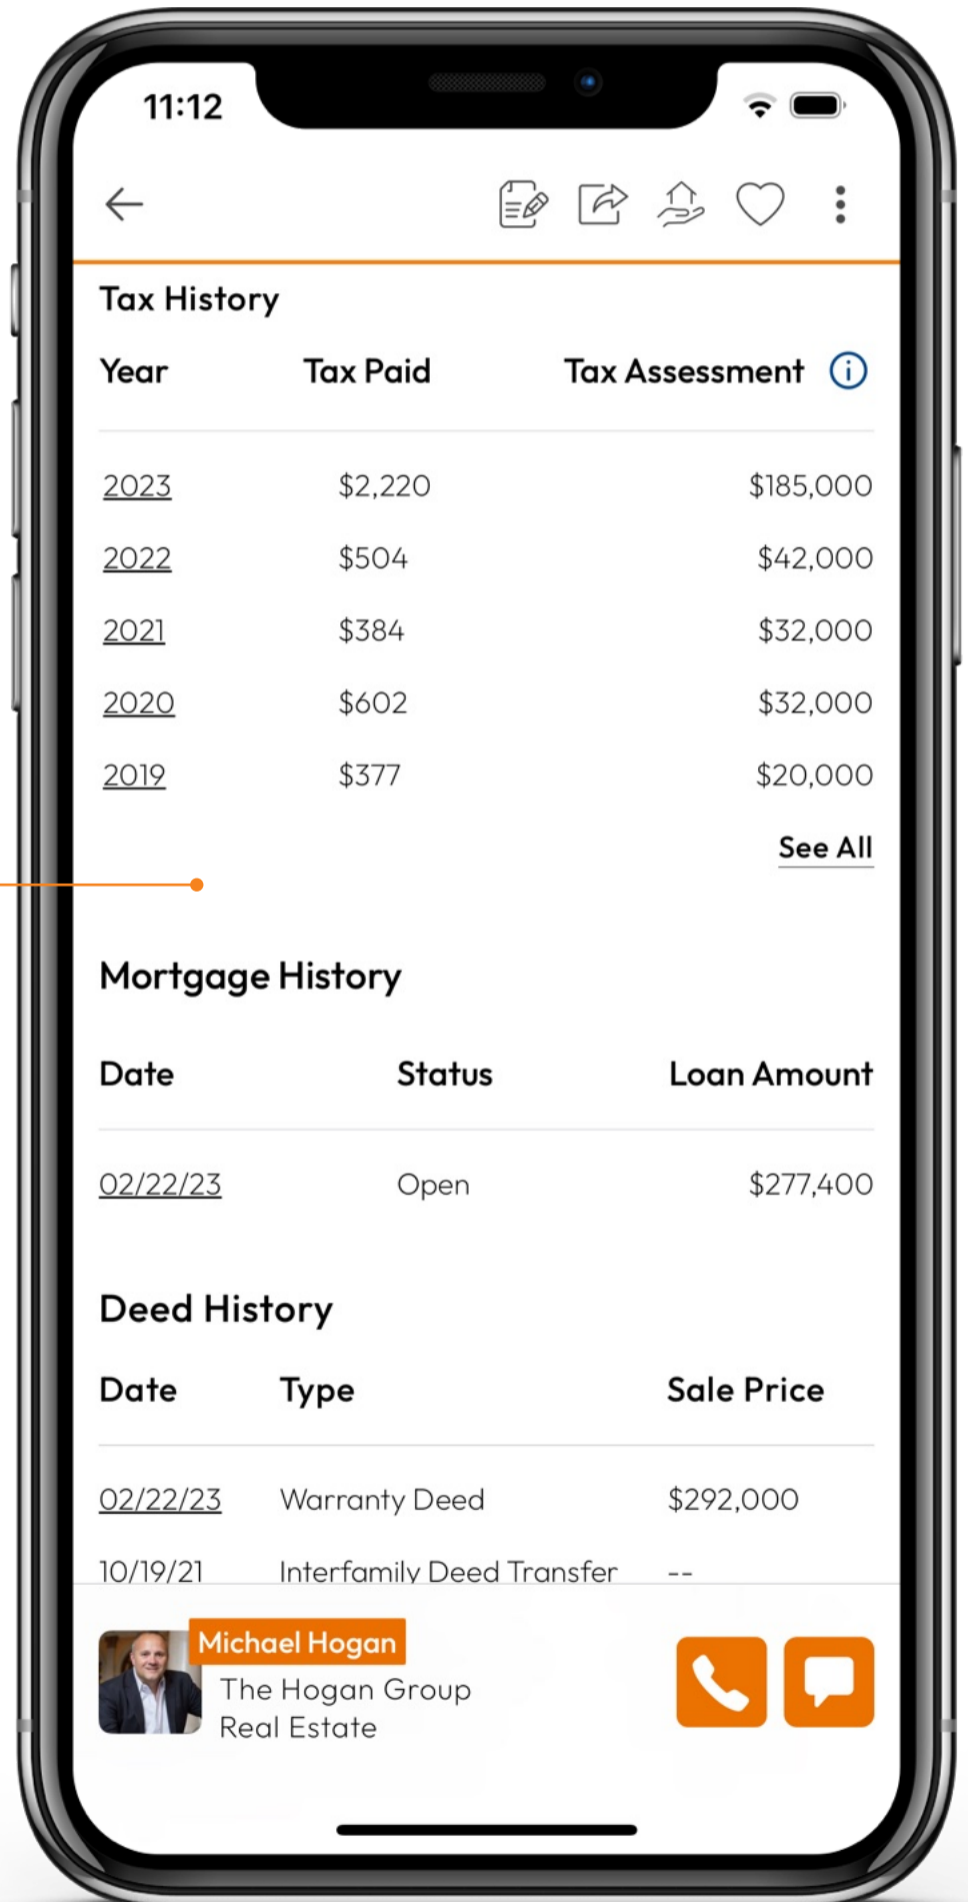 11:12
Tax History
Year Tax Paid Tax Assessment
2023 $2,220 $185,000
2022 $504 $42,000
2021 $384 $32,000
2020 $602 $32,000
2019 $377 $20,000
See All
Mortgage History
Date Status Loan Amount
02/22/23 Open $277,400
Deed History
Date Type Sale Price
02/22/23 Warranty Deed $292,000
10/19/21 Interfamily Deed Transfer --
Michael Hogan
The Hogan Group
Real Estate